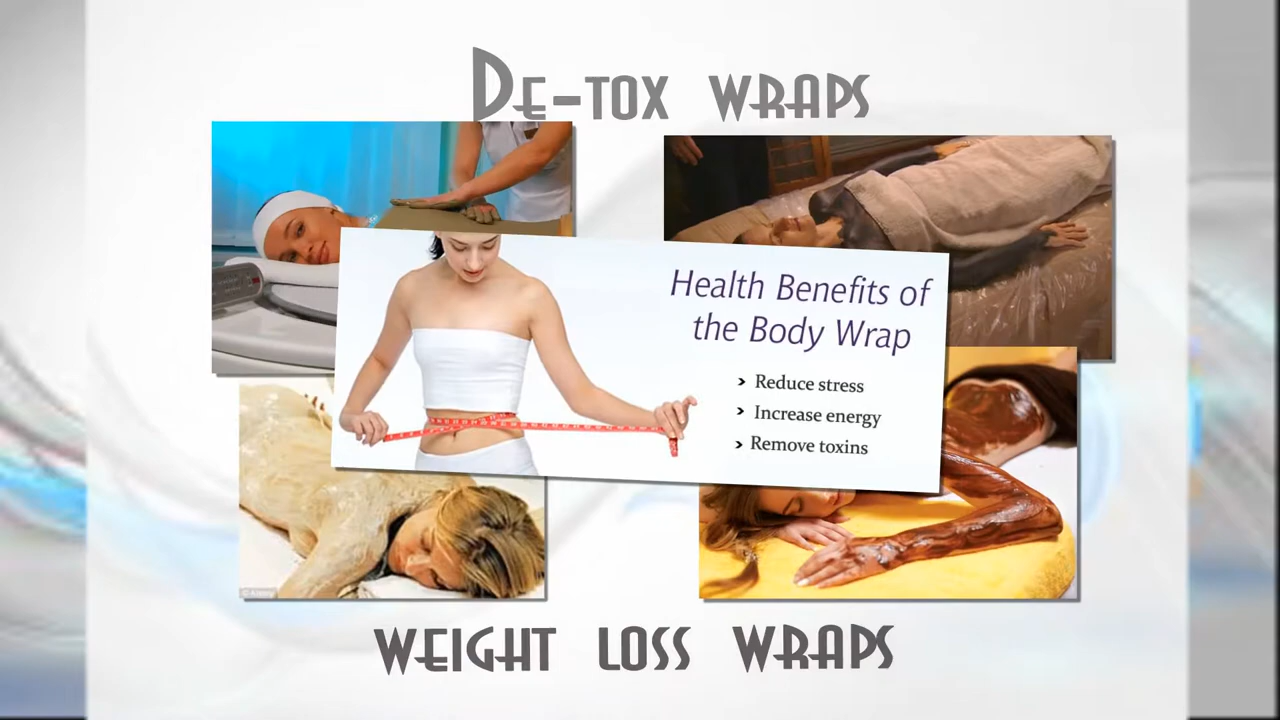 De-tox wraps
Health Benefits of
the Body Wrap
> Reduce stress
> Increase energy
> Remove toxins
weight loss wraps